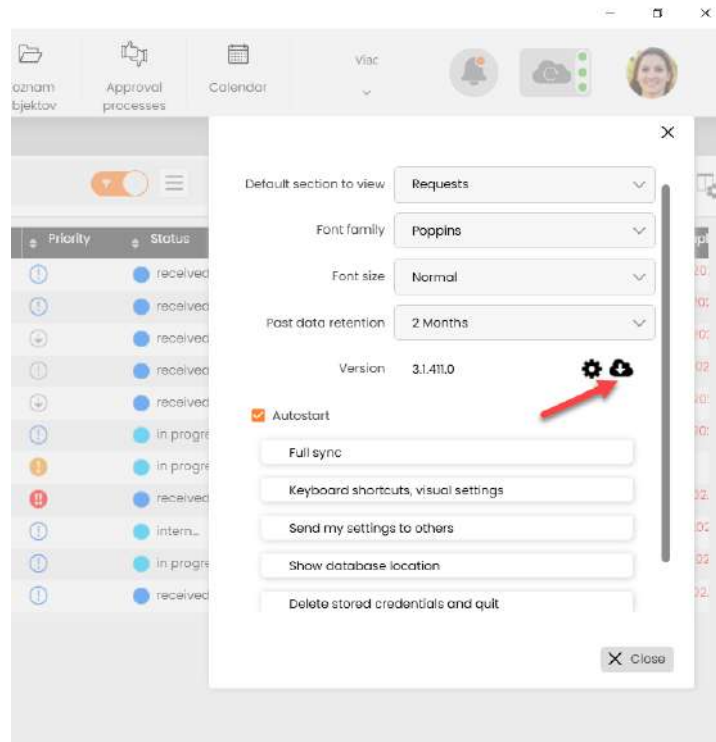 Viac
oznam
bjektov
Approval
processes
Calendar
Default section to view Requests
Font family Poppins
Font size Normal
Past data retention 2 Months
Version 3.1.411.0
Autostart
Full sync
Keyboard shortcuts, visual settings
Send my settings to others
Show database location
Delete stored credentials and quit
Close
Priority Status
received
received
received
received
received
in progre
in progre
received
intern...
in progre
received